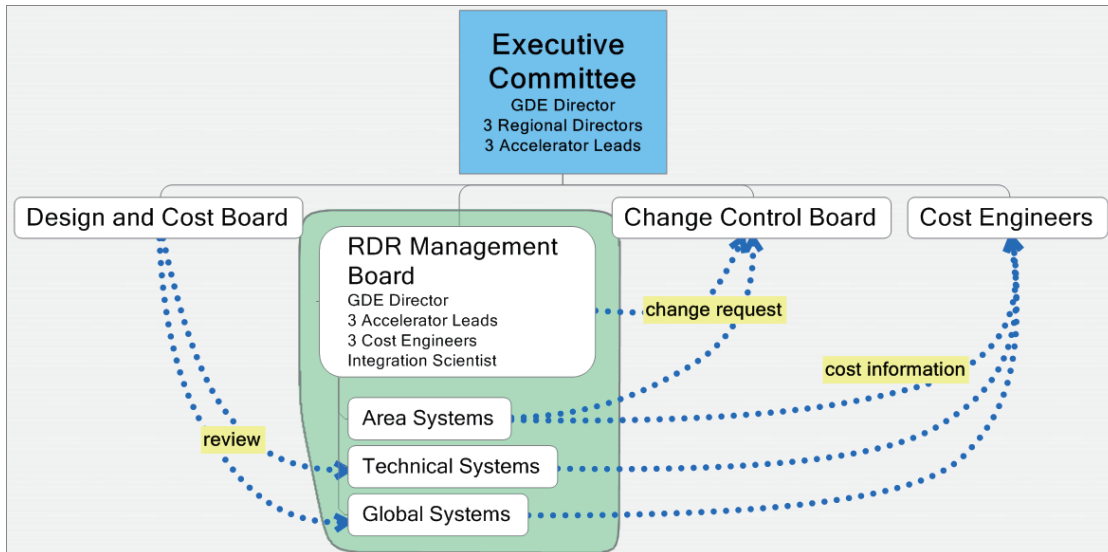 Executive
Committee
GDE Director
3 Regional Directors
3 Accelerator Leads
Design and Cost Board
Change Control Board
Cost Engineers
RDR Management
Board
GDE Director
3 Accelerator Leads
3 Cost Engineers
Integration Scientist
change request
cost information
Area Systems
review
Technical Systems
Global Systems